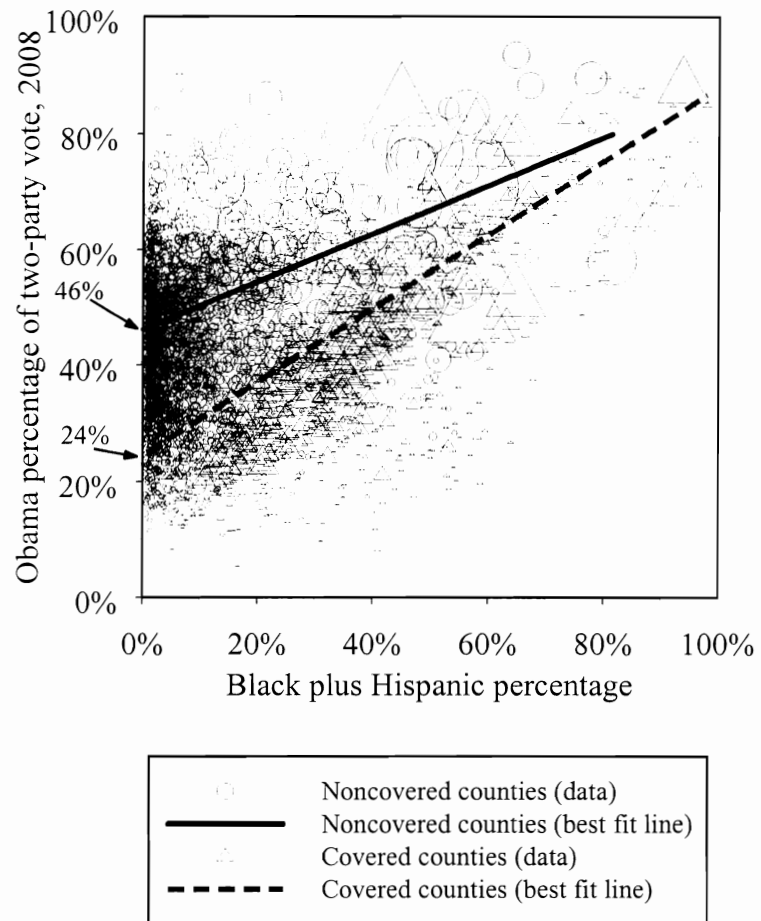 100%
80%
60%
46%
40%
24%
20%
0%
Obama percentage of two-party vote, 2008
0% 20% 40% 60% 80% 100%
Black plus Hispanic percentage
Noncovered counties (data)
Noncovered counties (best fit line)
Covered counties (data)
Covered counties (best fit line)